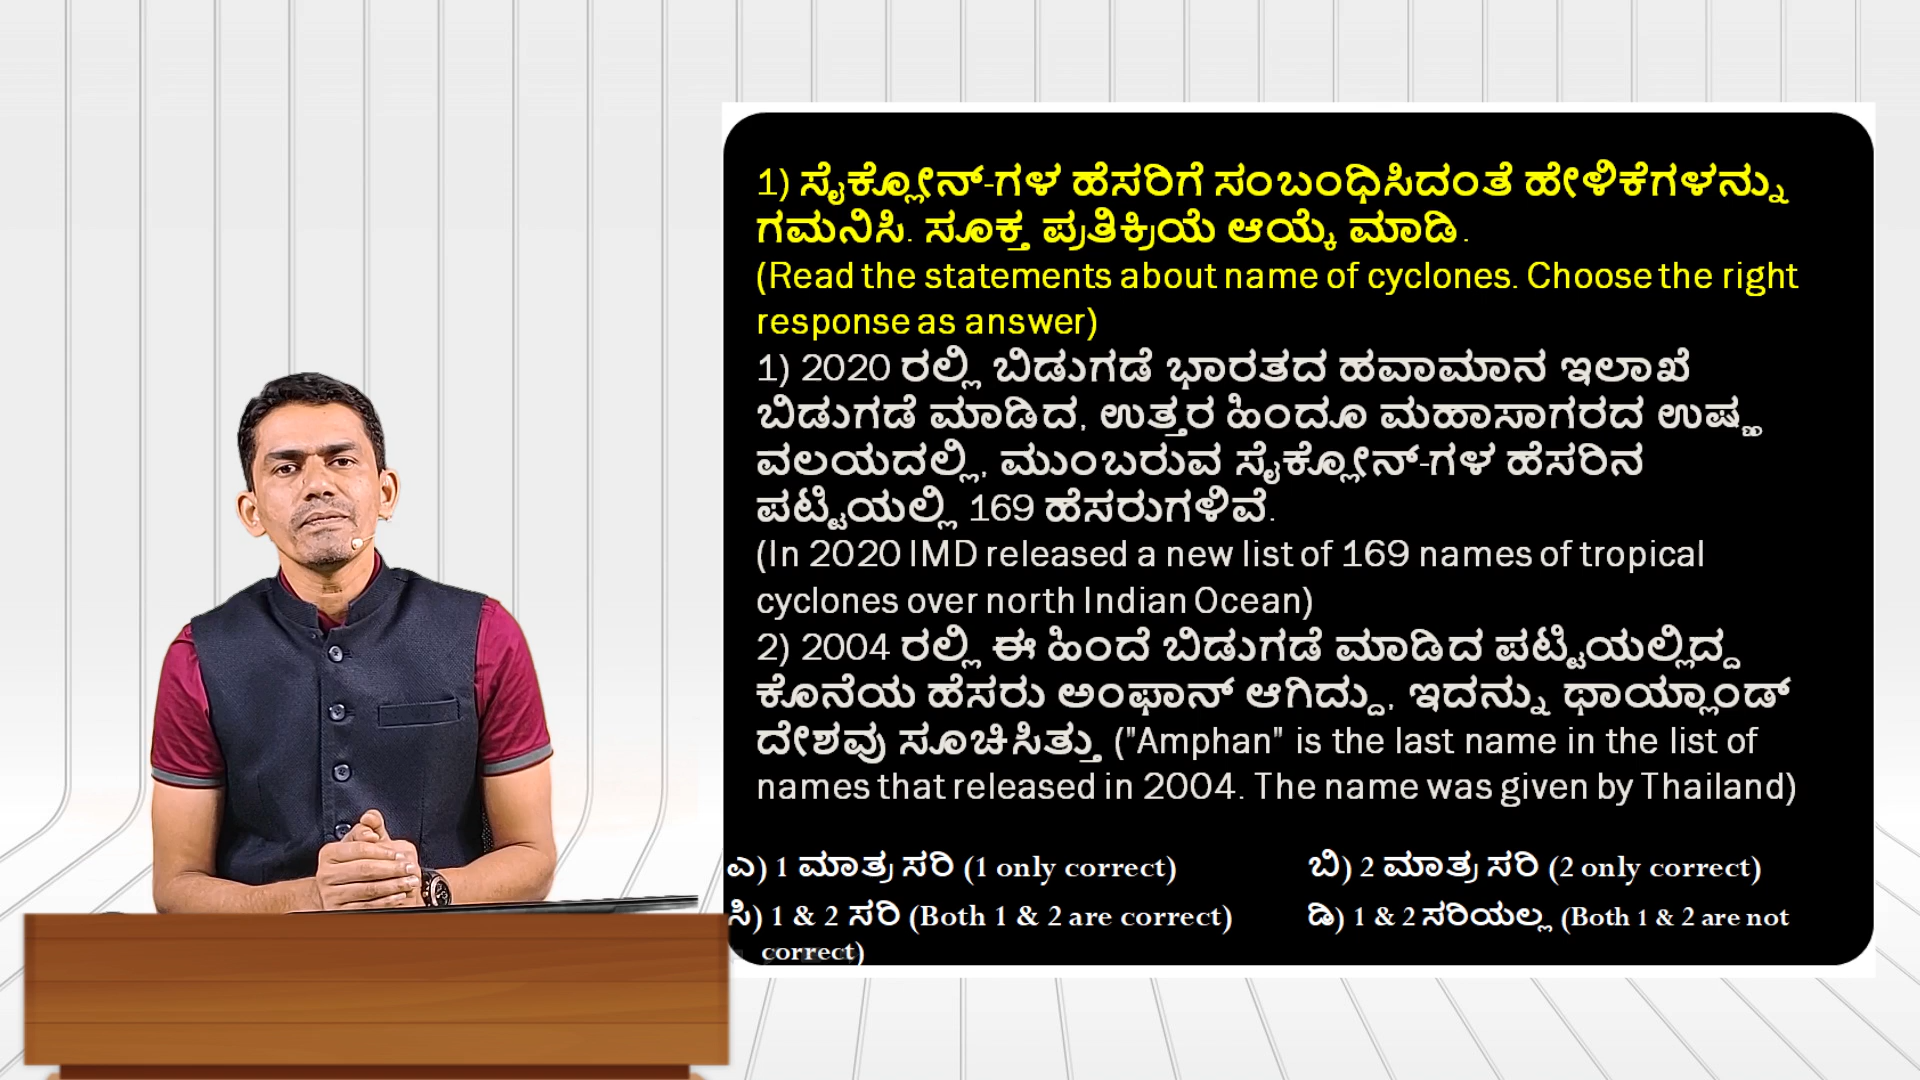 1) ಸೈಕ್ಲೋನ್-ಗಳ ಹೆಸರಿಗೆ ಸಂಬಂಧಿಸಿದಂತೆ ಹೇಳಿಕೆಗಳನ್ನು
ಗಮನಿಸಿ. ಸೂಕ್ತ ಪ್ರತಿಕ್ರಿಯೆ ಆಯ್ಕೆ ಮಾಡಿ.
(Read the statements about name of cyclones. Choose the right
response as answer)
1) 2020 ರಲ್ಲಿ ಬಿಡುಗಡೆ ಭಾರತದ ಹವಾಮಾನ ಇಲಾಖೆ
ಬಿಡುಗಡೆ ಮಾಡಿದ, ಉತ್ತರ ಹಿಂದೂ ಮಹಾಸಾಗರದ ಉಷ್ಣ
ವಲಯದಲ್ಲಿ, ಮುಂಬರುವ ಸೈಕ್ಲೋನ್-ಗಳ ಹೆಸರಿನ
ಪಟ್ಟಿಯಲ್ಲಿ 169 ಹೆಸರುಗಳಿವೆ.
(In 2020 IMD released a new list of 169 names of tropical
cyclones over north Indian Ocean)
2) 2004 ರಲ್ಲಿ ಈ ಹಿಂದೆ ಬಿಡುಗಡೆ ಮಾಡಿದ ಪಟ್ಟಿಯಲ್ಲಿದ್ದ
ಕೊನೆಯ ಹೆಸರು ಅಂಫಾನ್ ಆಗಿದ್ದು, ಇದನ್ನು ಥಾಯ್ಲಾಂಡ್
ದೇಶವು ಸೂಚಿಸಿತ್ತು ("Amphan" is the last name in the list of
names that released in 2004. The name was given by Thailand)
ಎ) 1 ಮಾತ್ರ ಸರಿ (1 only correct) ಬಿ) 2 ಮಾತ್ರ ಸರಿ (2 only correct)
ಸಿ) 1 & 2 ಸರಿ (Both 1 & 2 are correct) ಡಿ) 1 & 2 ಸರಿಯಲ್ಲ (Both 1 & 2 are not
correct)